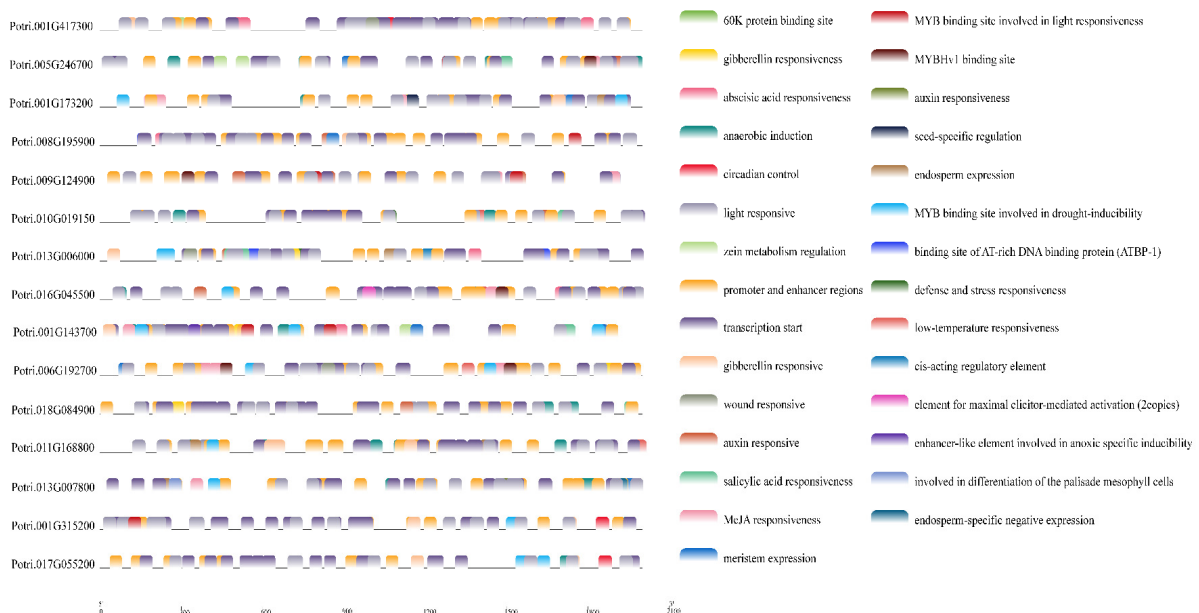 Potri.001G417300
Potri.005G246700
Potri.001G173200
Potri.008G195900
Potri.009G124900
Potri.010G019150
Potri.013G006000
Potri.016G045500
Potri.001G143700
Potri.006G192700
Potri.018G084900
Potri.011G168800
Potri.013G007800
Potri.001G315200
Potri.017G055200
5'
0
600
1200
1500
3'
2100
60K protein binding site
gibberellin responsiveness
abscisic acid responsiveness
anaerobic induction
circadian control
light responsive
zein metabolism regulation
promoter and enhancer regions
transcription start
gibberellin responsive
wound responsive
auxin responsive
salicylic acid responsiveness
MeJA responsiveness
meristem expression
MYB binding site involved in light responsiveness
MYBHv1 binding site
auxin responsiveness
seed-specific regulation
endosperm expression
MYB binding site involved in drought-inducibility
binding site of AT-rich DNA binding protein (ATBP-1)
defense and stress responsiveness
low-temperature responsiveness
cis-acting regulatory element
element for maximal elicitor-mediated activation (2copies)
enhancer-like element involved in anoxic specific inducibility
involved in differentiation of the palisade mesophyll cells
endosperm-specific negative expression